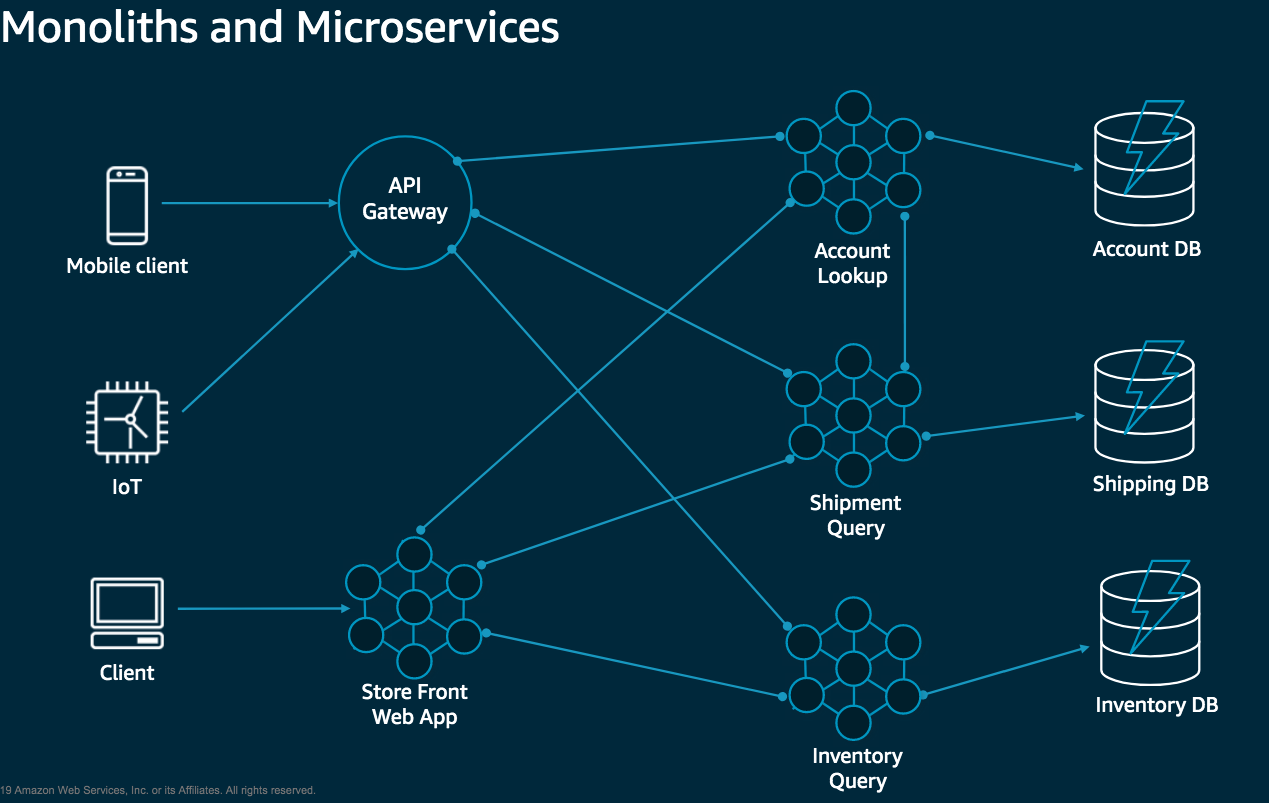 Monoliths and Microservices
API
Gateway
Mobile client
Account
Lookup
Account DB
IoT
Shipment
Query
Shipping DB
Client
Store Front
Web App
Inventory
Query
Inventory DB
19 Amazon Web Services, Inc. or its Affiliates. All rights reserved.